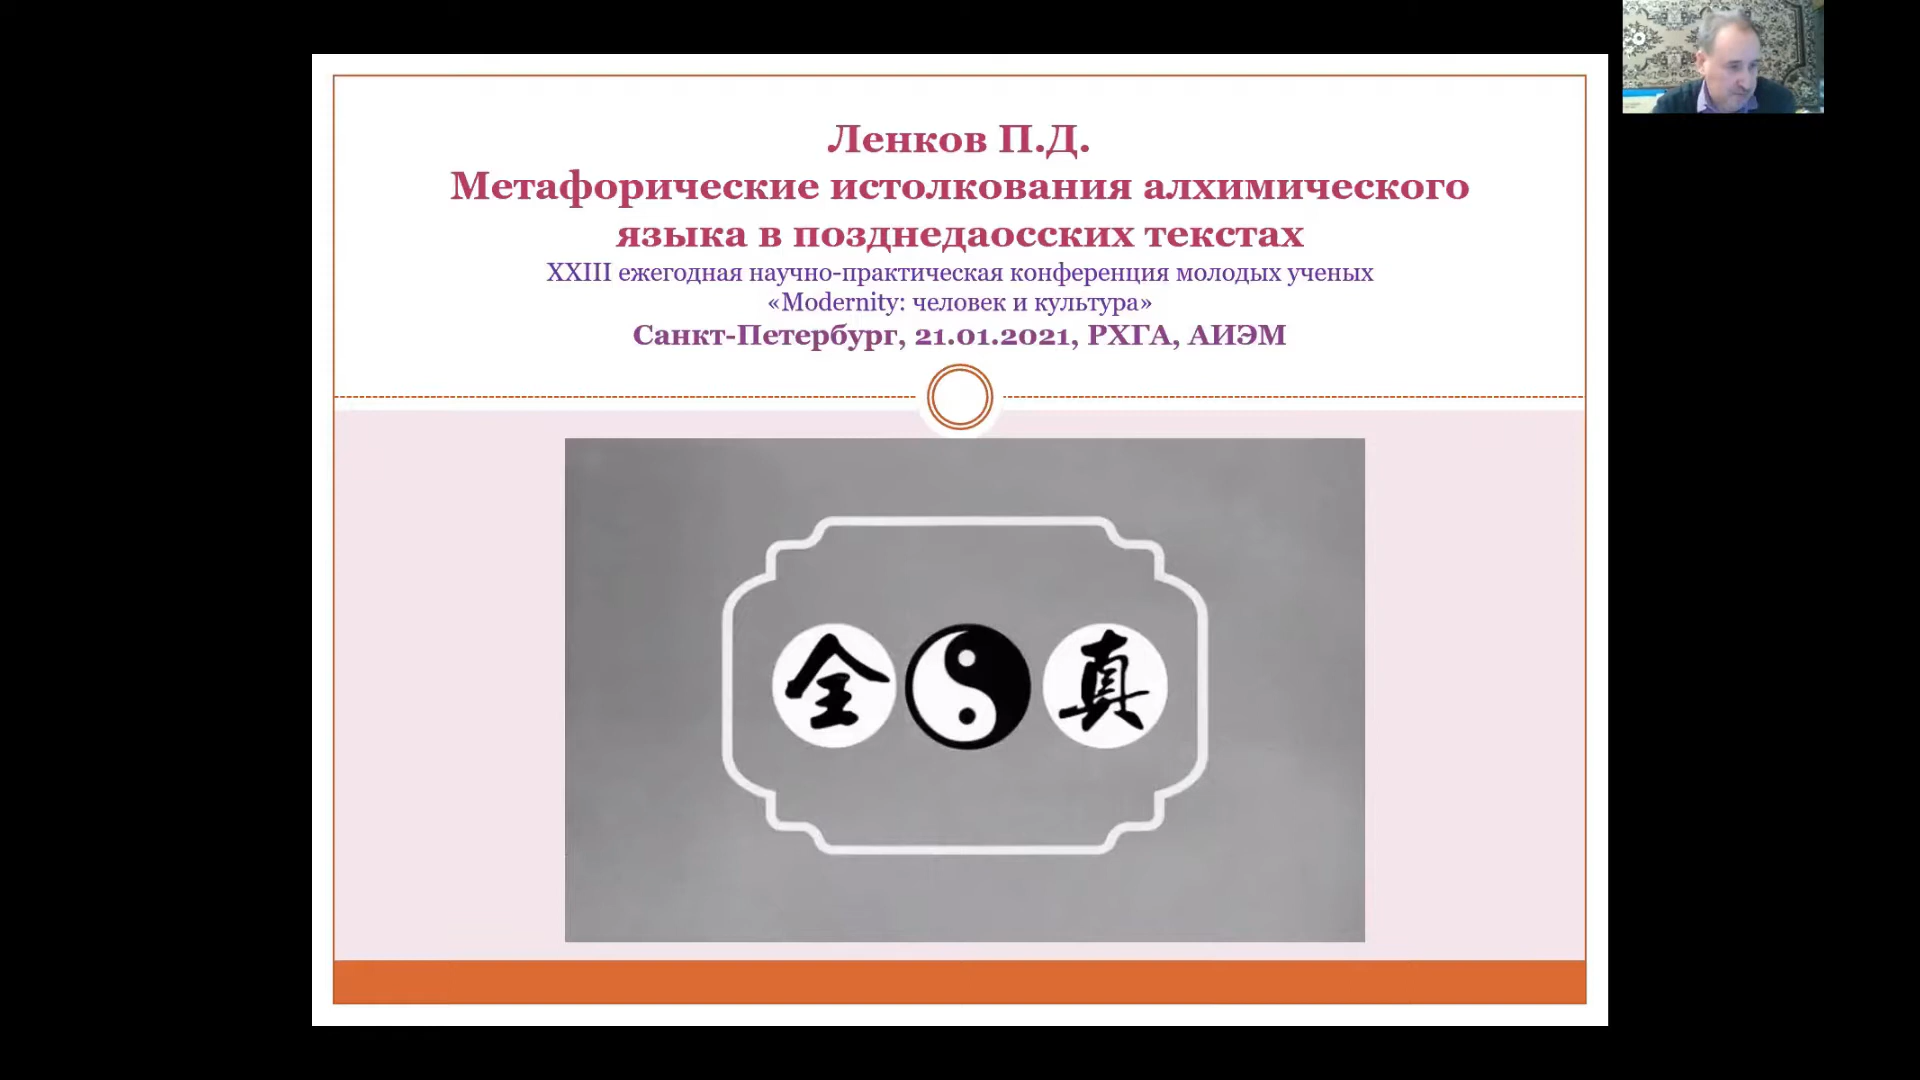 Ленков П.Д.
Метафорические истолкования алхимического
языка в позднедаосских текстах
XXIII ежегодная научно-практическая конференция молодых ученых
«Modernity: человек и культура»
Санкт-Петербург, 21.01.2021, РХГА, АИЭМ
全 真